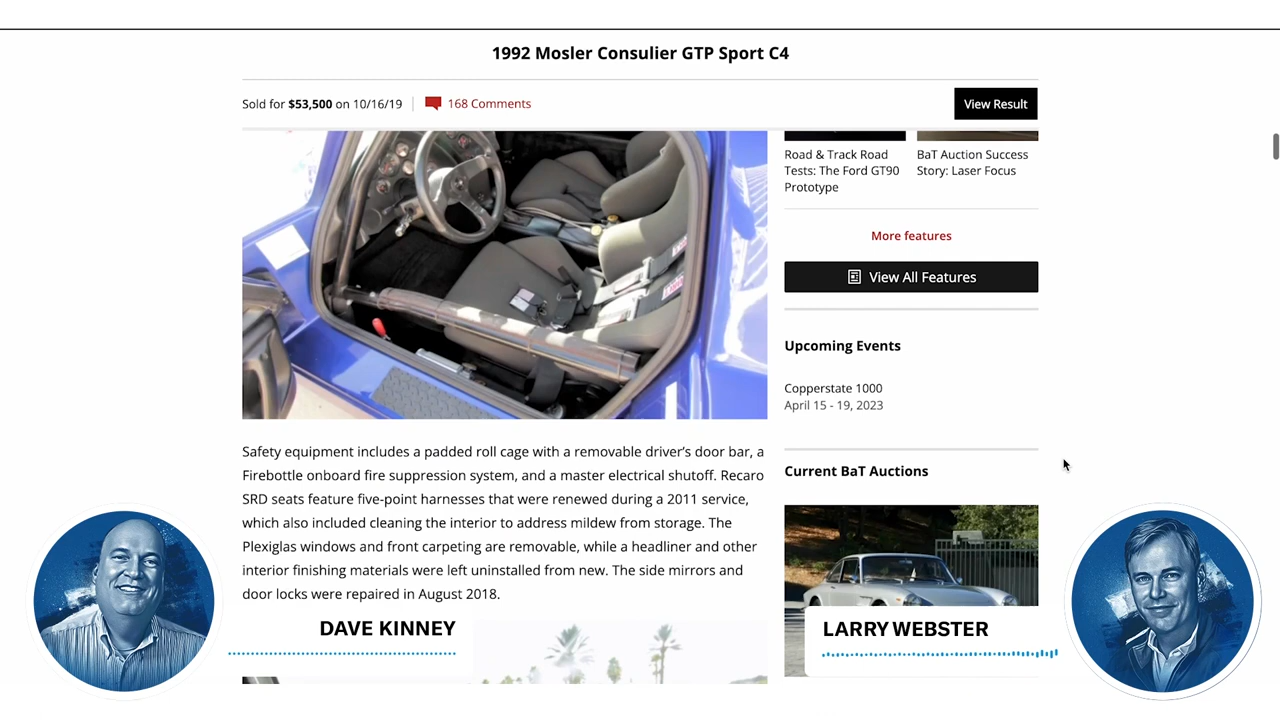 1992 Mosler Consulier GTP Sport C4
Sold for $53,500 on 10/16/19
168 Comments
View Result
Road & Track Road
Tests: The Ford GT90
Prototype
BaT Auction Success
Story: Laser Focus
More features
View All Features
Upcoming Events
Copperstate 1000
April 15 - 19, 2023
Current BaT Auctions
Safety equipment includes a padded roll cage with a removable driver’s door bar, a
Firebottle onboard fire suppression system, and a master electrical shutoff. Recaro
SRD seats feature five-point harnesses that were renewed during a 2011 service,
which also included cleaning the interior to address mildew from storage. The
Plexiglas windows and front carpeting are removable, while a headliner and other
interior finishing materials were left uninstalled from new. The side mirrors and
door locks were repaired in August 2018.
DAVE KINNEY
LARRY WEBSTER